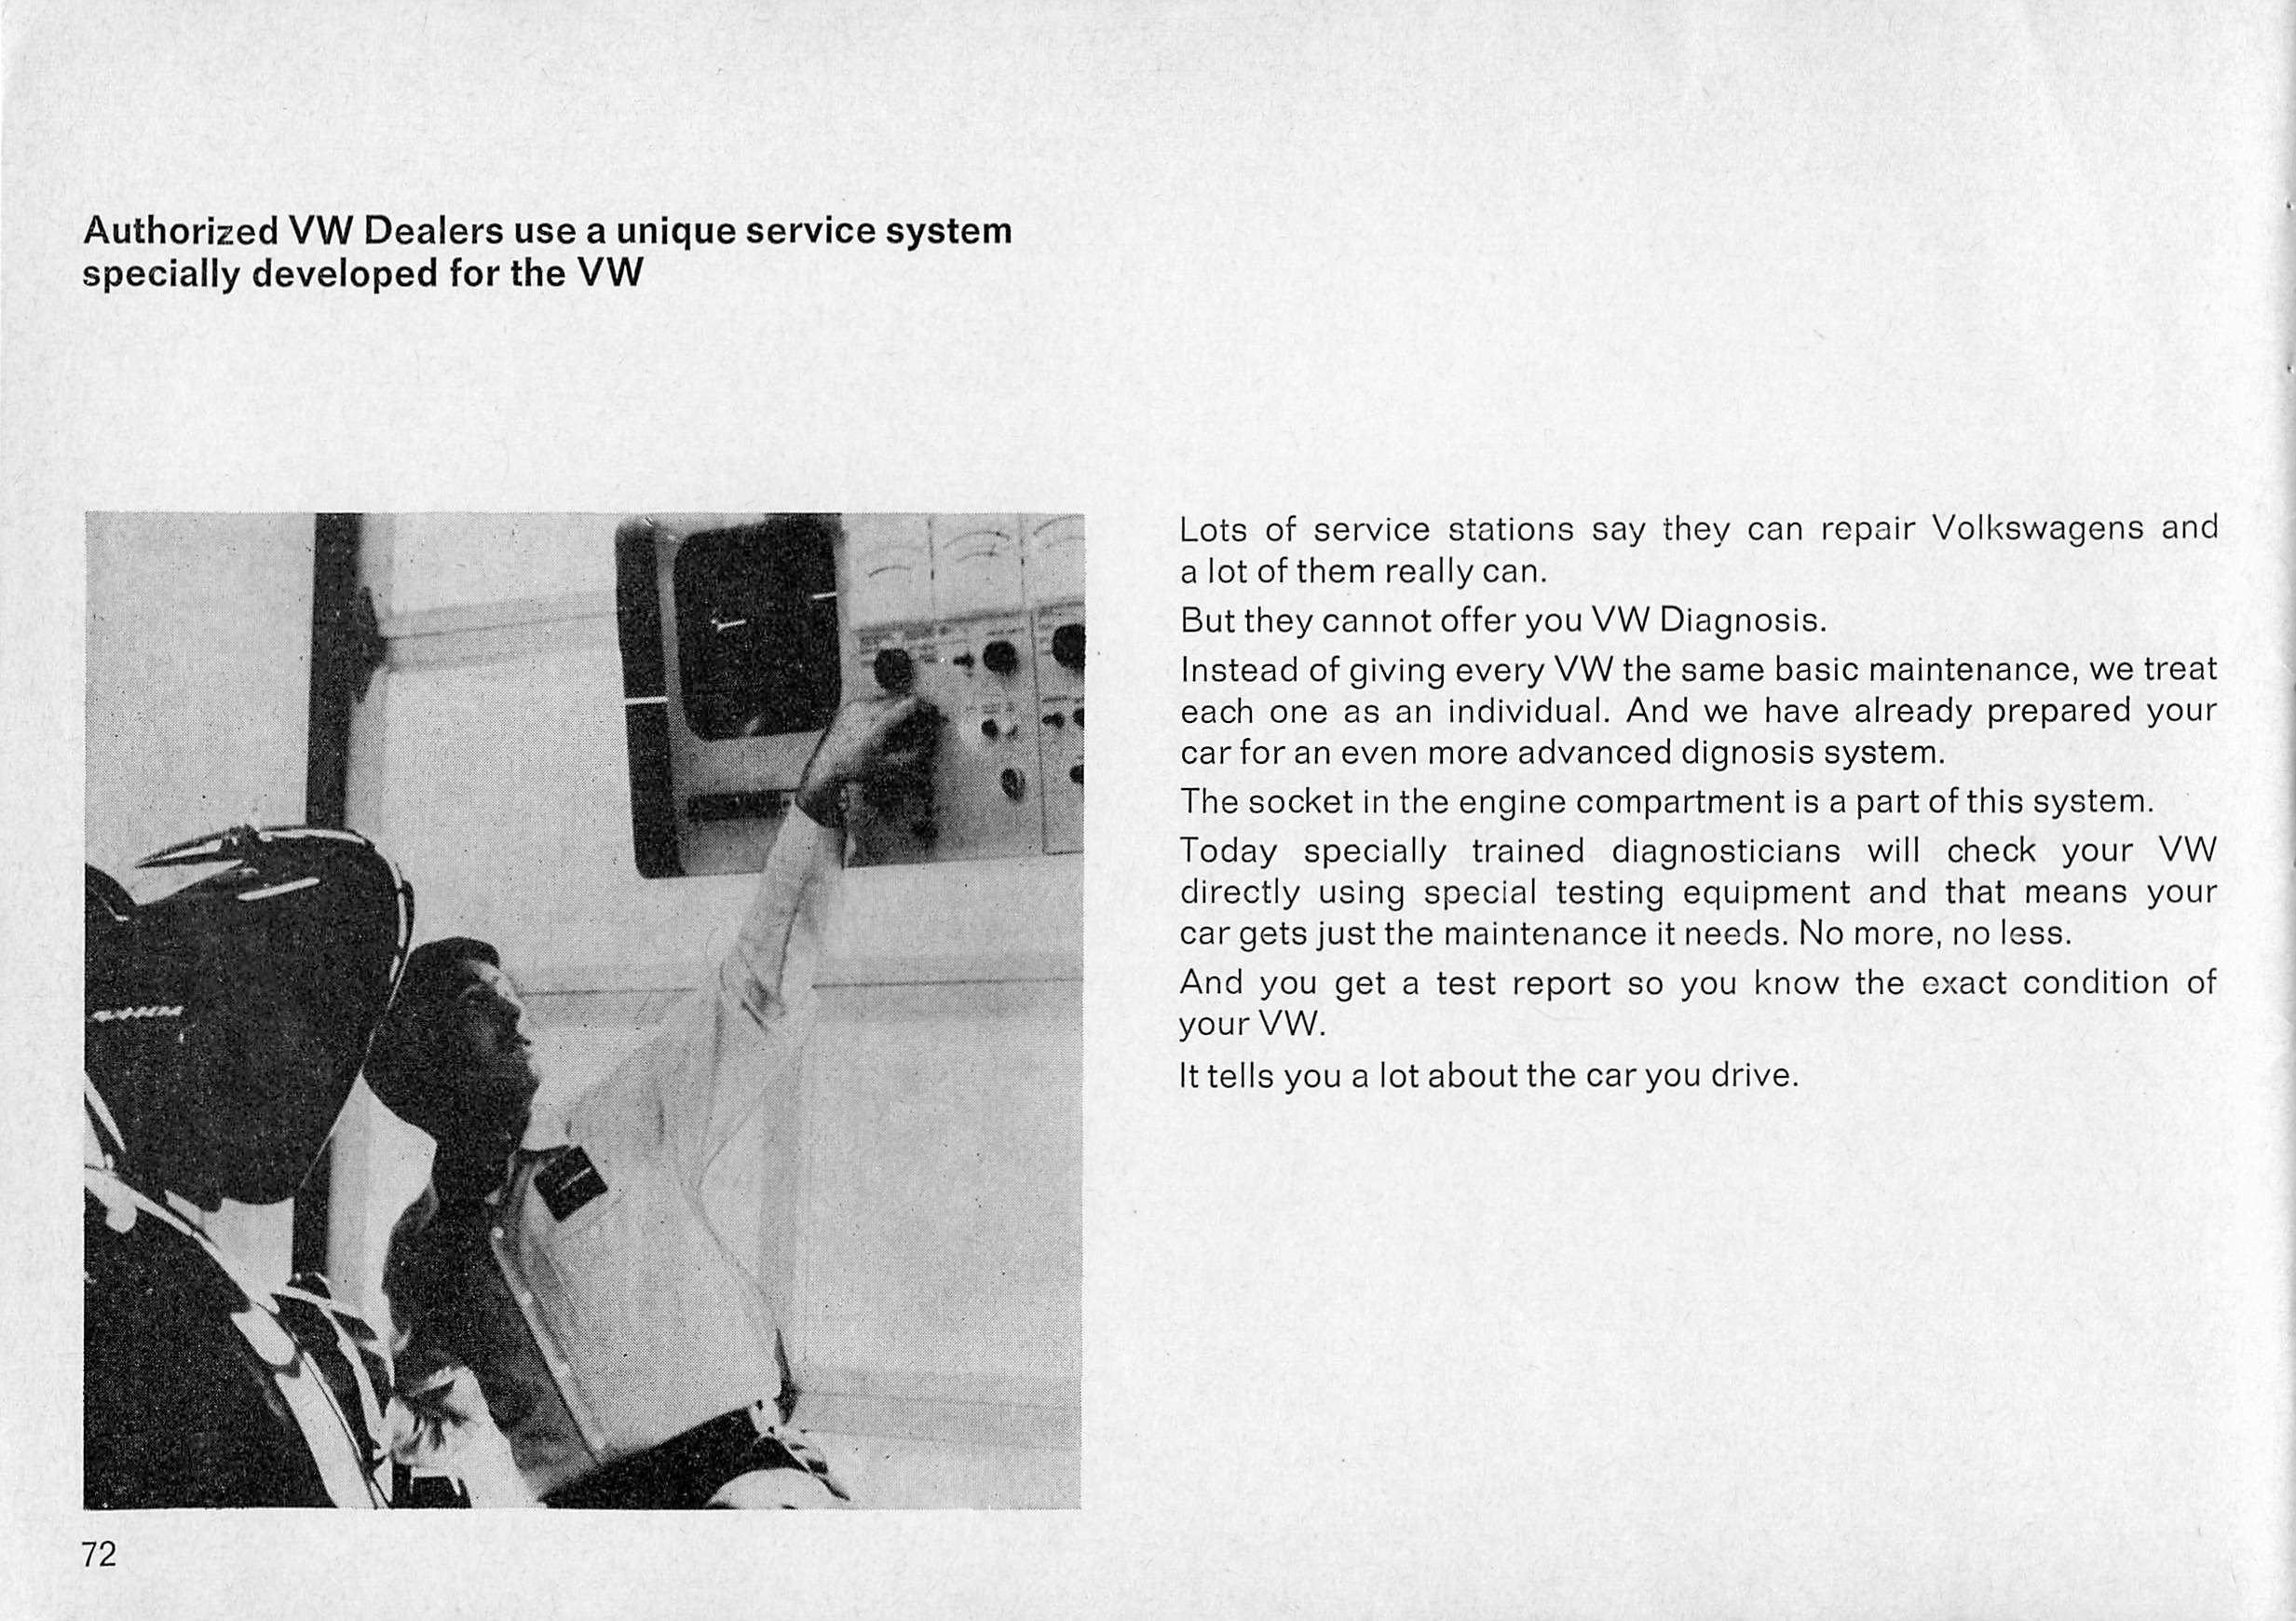 Authorized VW Dealers use a unique service system
specially developed for the VW
Lots of service stations say they can repair Volkswagens and
a lot of them really can.
But they cannot offer you VW Diagnosis.
Instead of giving every VW the same basic maintenance, we treat
each one as an individual. And we have already prepared your
car for an even more advanced dignosis system.
The socket in the engine compartment is a part of this system.
Today specially trained diagnosticians will check your VW
directly using special testing equipment and that means your
car gets just the maintenance it needs. No more, no less.
And you get a test report so you know the exact condition of
your VW.
It tells you a lot about the car you drive.
72